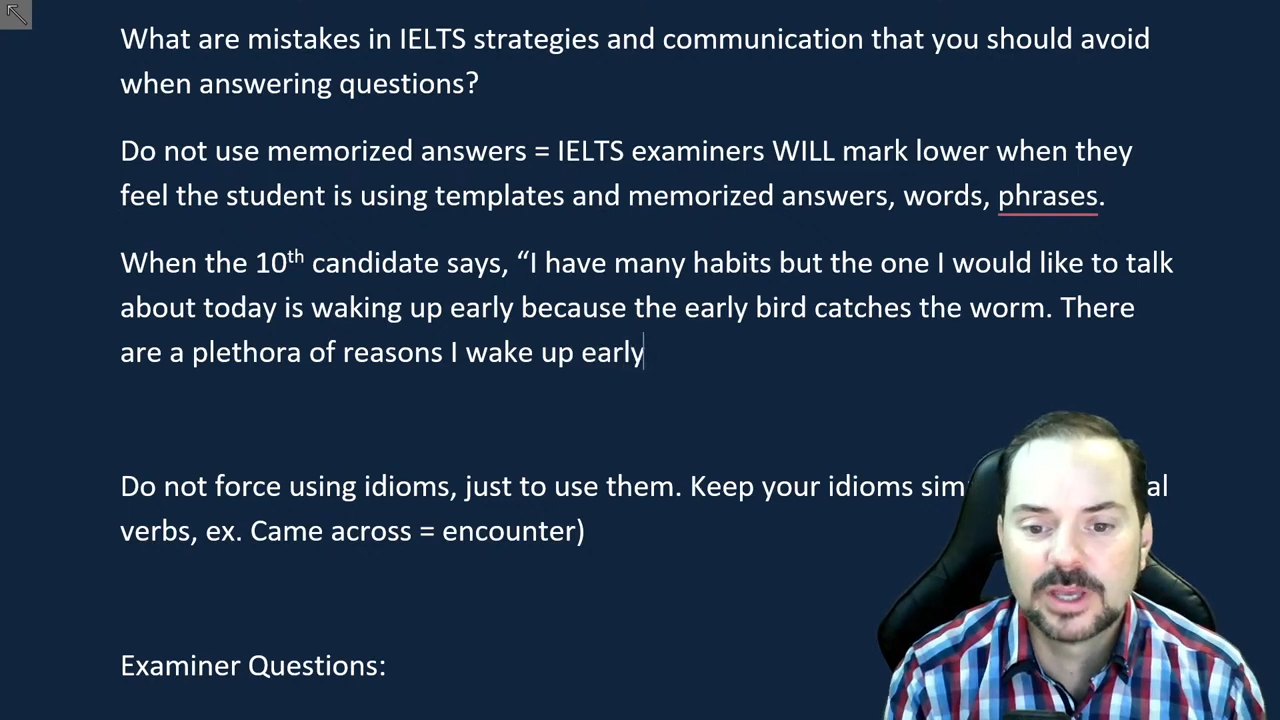 What are mistakes in IELTS strategies and communication that you should avoid
when answering questions?
Do not use memorized answers = IELTS examiners WILL mark lower when they
feel the student is using templates and memorized answers, words, phrases.
When the 10th candidate says, “I have many habits but the one I would like to talk
about today is waking up early because the early bird catches the worm. There
are a plethora of reasons I wake up early
Do not force using idioms, just to use them. Keep your idioms
verbs, ex. Came across = encounter)
Examiner Questions: